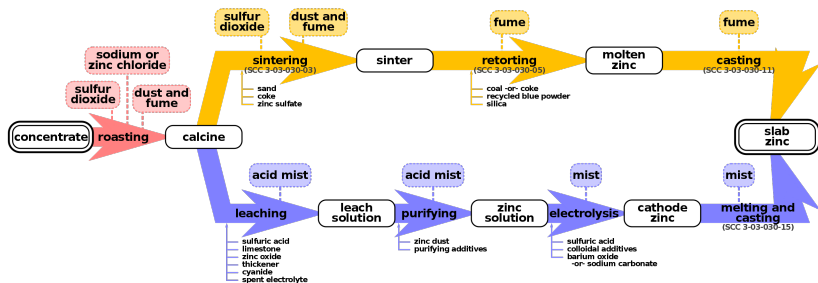 sulfur
dioxide
dust and
fume
fume
fume
sintering
(SCC 3-03-030-03)
sinter
retorting
(SCC 3-03-030-05)
molten
zinc
casting
(SCC 3-03-030-11)
sand
coke
zinc sulfate
coal -or- coke
recycled blue powder
silica
sodium or
zinc chloride
sulfur
dioxide
dust and
fume
concentrate
roasting
calcine
slab
zinc
acid mist
acid mist
mist
mist
leaching
leach
solution
purifying
zinc
solution
electrolysis
cathode
zinc
melting and
casting
(SCC 3-03-030-15)
sulfuric acid
limestone
zinc oxide
thickener
cyanide
spent electrolyte
zinc dust
purifying additives
sulfuric acid
colloidal additives
barium oxide
-or- sodium carbonate